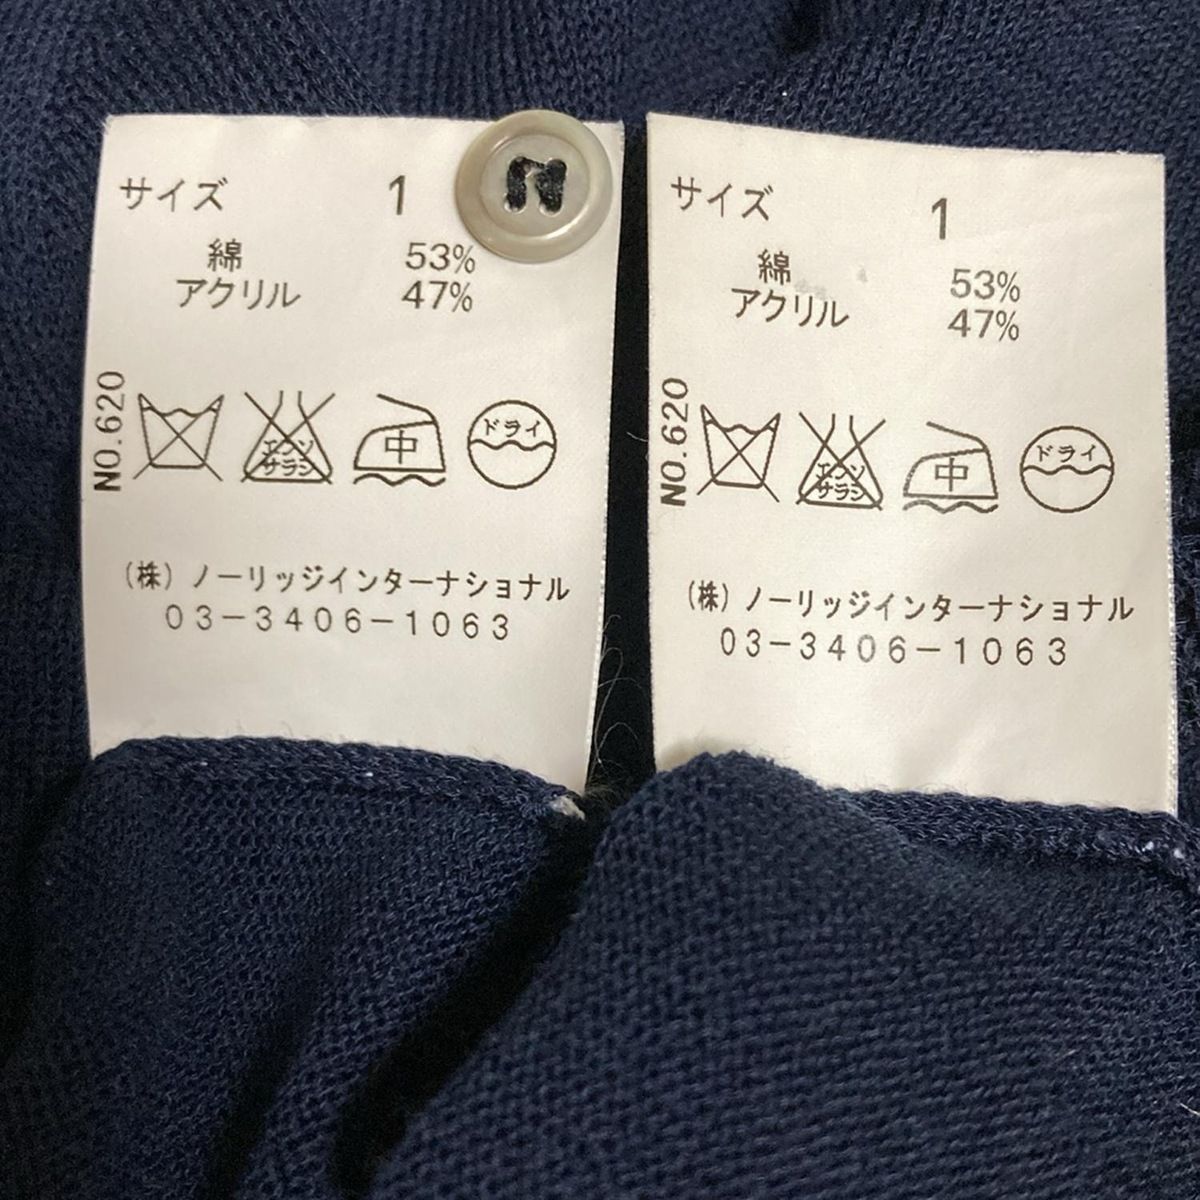 サイズ 1
綿 53%
アクリル 47%
NO.620
エンソ
サラシ
中
ドライ
(株)ノーリッジインターナショナル
03-3406-1063
サイズ 1
綿 53%
アクリル 47%
NO.620
エンソ
サラシ
中
ドライ
(株)ノーリッジインターナショナル
03-3406-1063